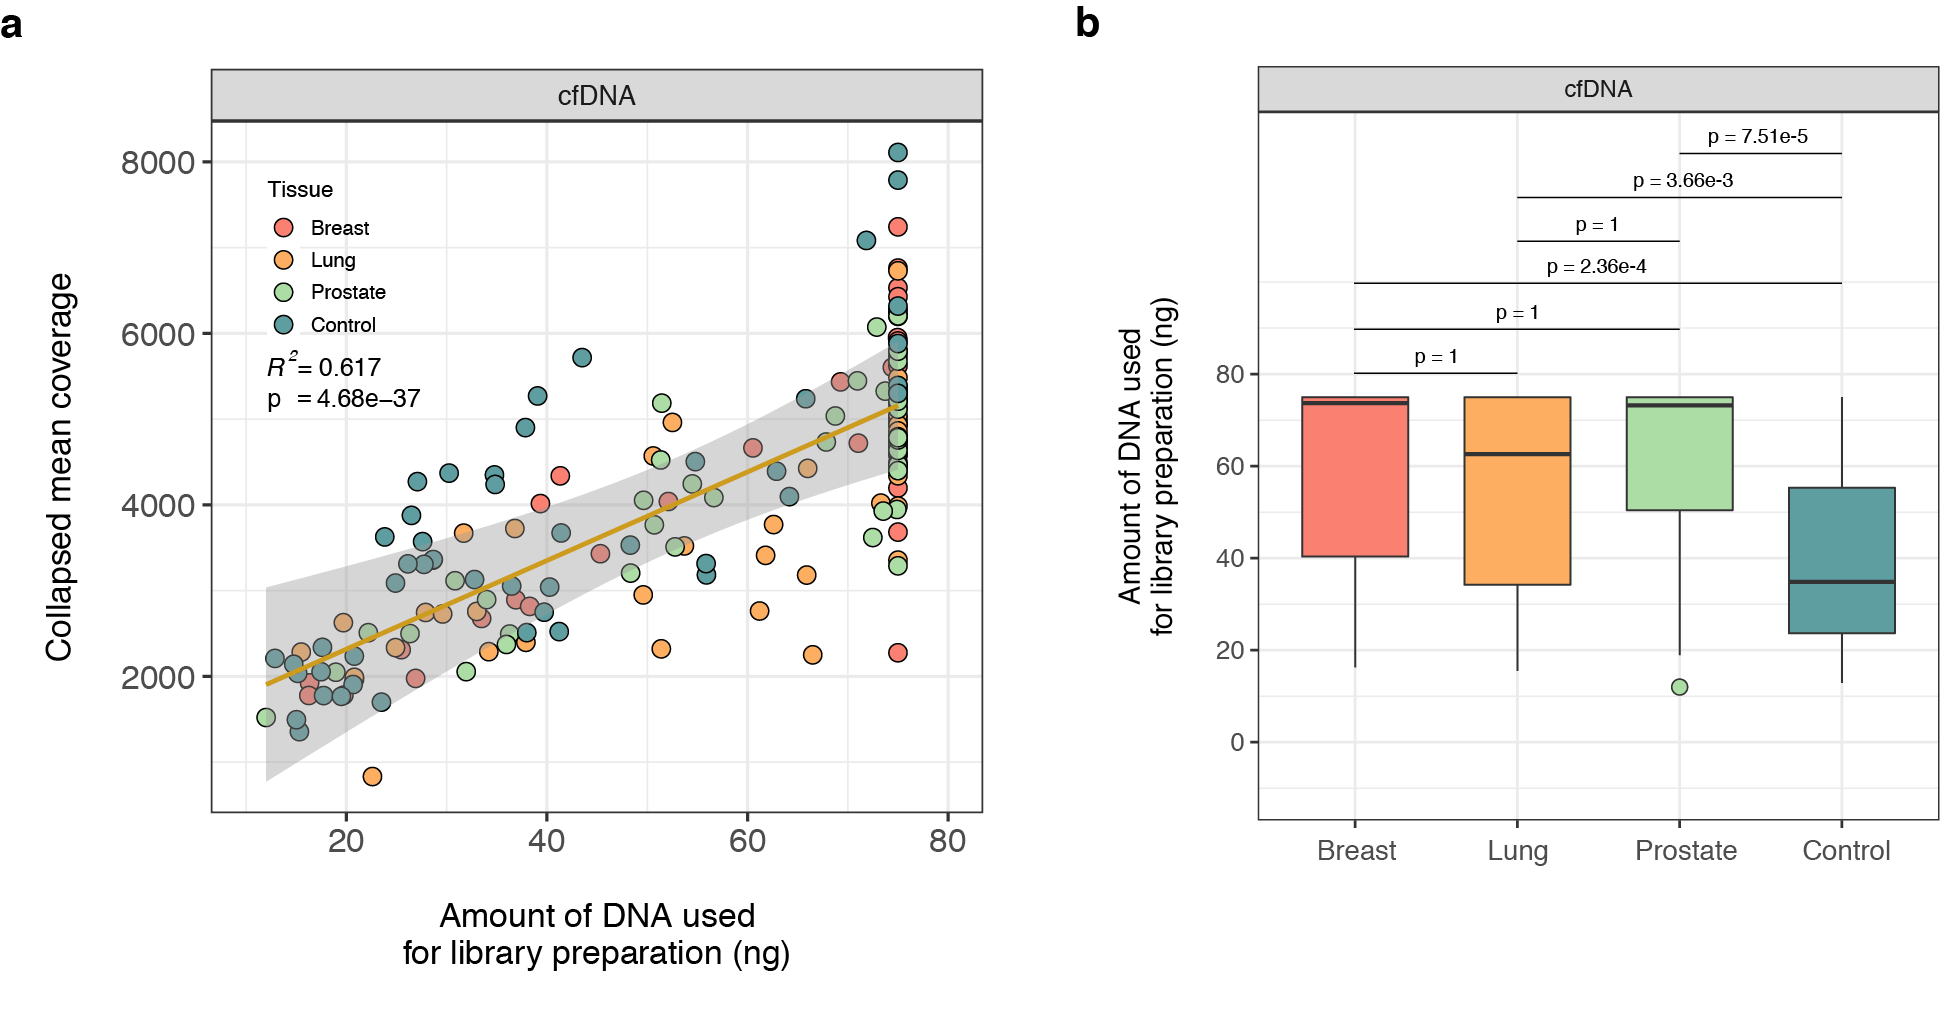 a
cfDNA
8000
6000
4000
2000
Collapsed mean coverage
Tissue
Breast
Lung
Prostate
Control
R² = 0.617
p = 4.68e−37
20 40 60 80
Amount of DNA used
for library preparation (ng)
b
cfDNA
p = 7.51e-5
p = 3.66e-3
p = 1
p = 2.36e-4
p = 1
p = 1
80
60
40
20
0
Amount of DNA used
for library preparation (ng)
Breast Lung Prostate Control